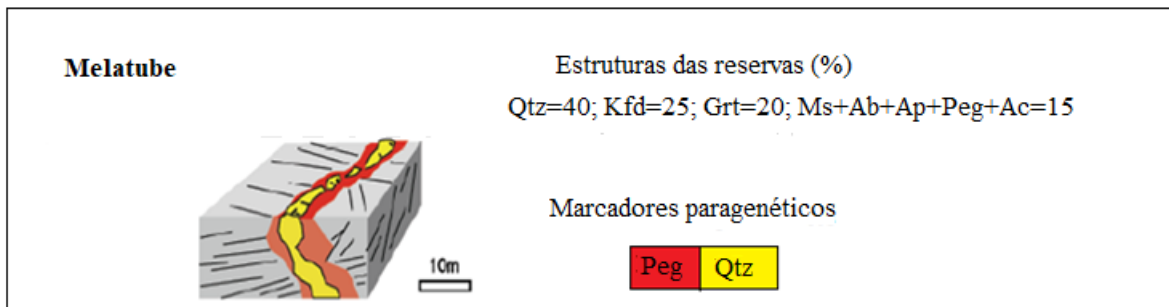 Melatube
Estruturas das reservas (%)
Qtz=40; Kfd=25; Grt=20; Ms+Ab+Ap+Peg+Ac=15
Marcadores paragenéticos
10m
Peg Qtz